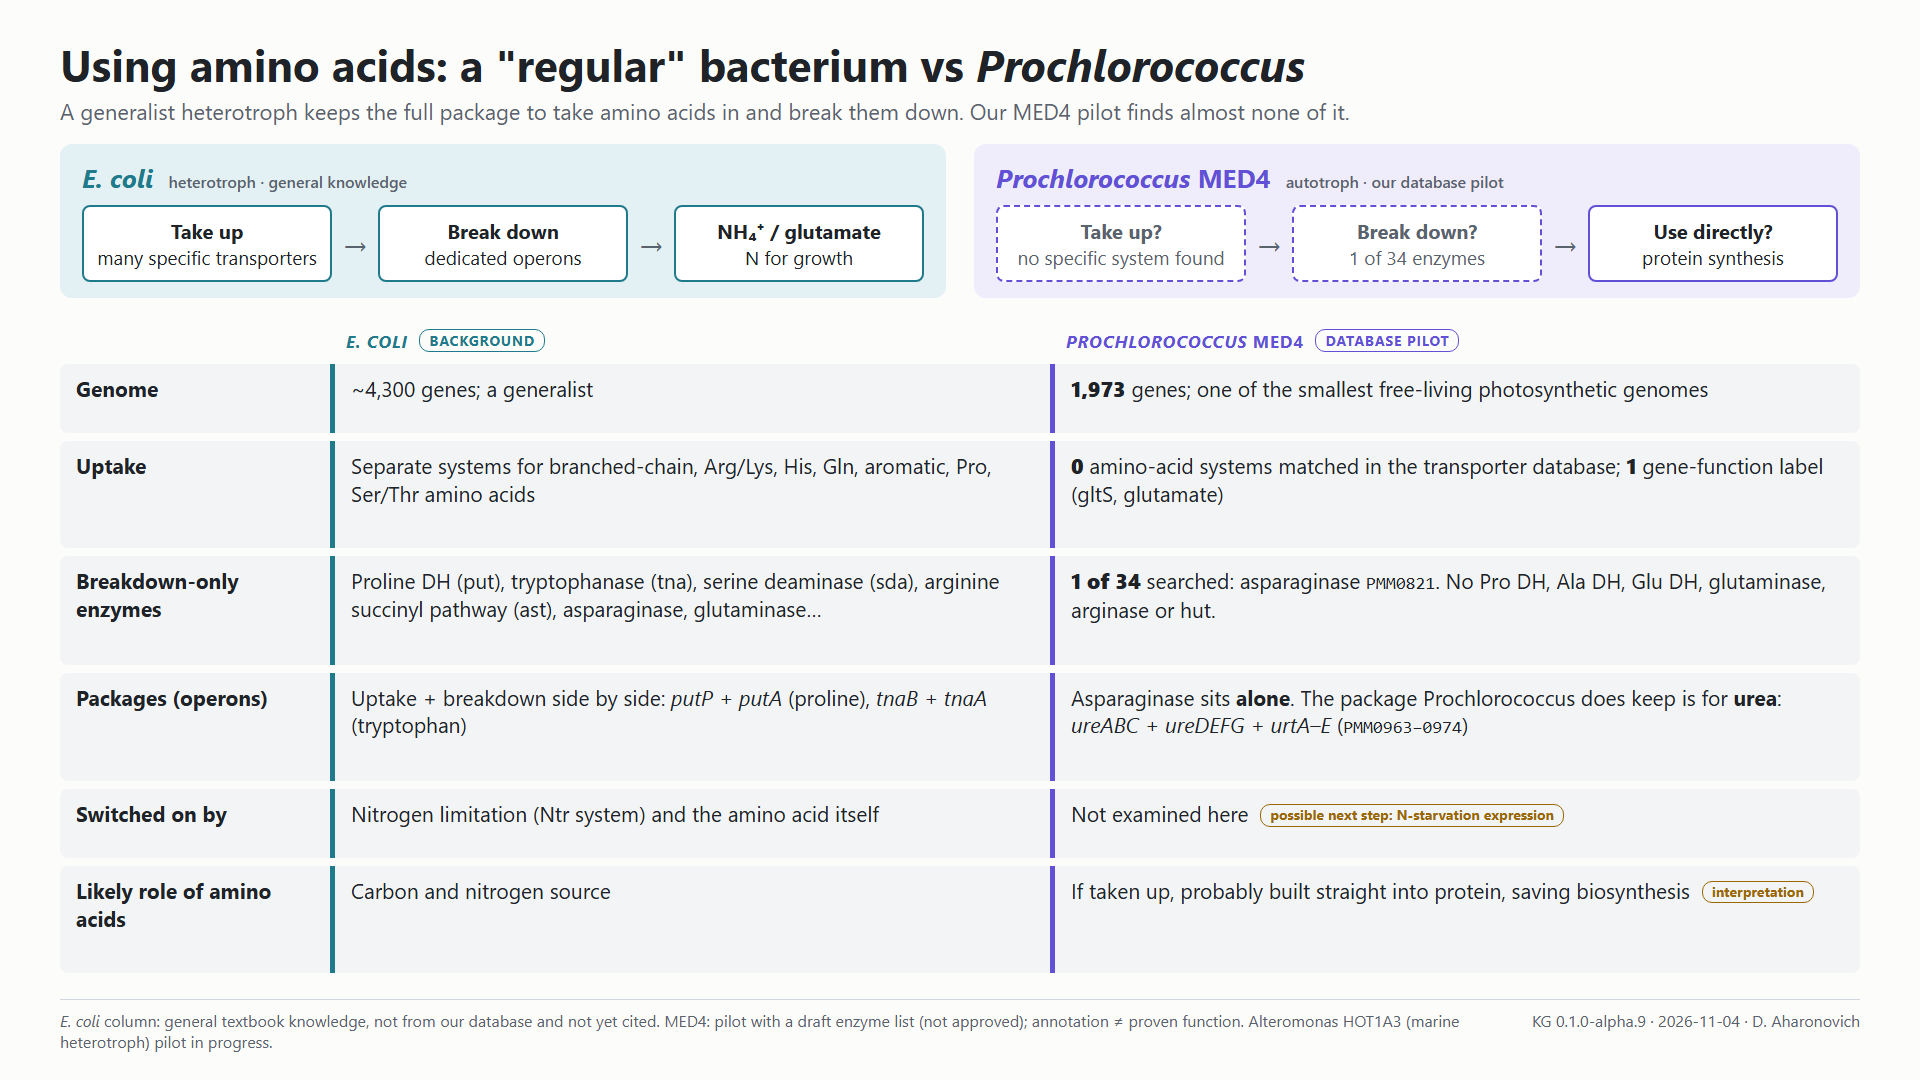 Using amino acids: a "regular" bacterium vs Prochlorococcus
A generalist heterotroph keeps the full package to take amino acids in and break them down. Our MED4 pilot finds almost none of it.
E. coli heterotroph · general knowledge
Take up
many specific transporters
→
Break down
dedicated operons
→
NH₄⁺ / glutamate
N for growth
Prochlorococcus MED4 autotroph · our database pilot
Take up?
no specific system found
→
Break down?
1 of 34 enzymes
→
Use directly?
protein synthesis
E. COLI BACKGROUND
PROCHLOROCOCCUS MED4 DATABASE PILOT
Genome
~4,300 genes; a generalist
1,973 genes; one of the smallest free-living photosynthetic genomes
Uptake
Separate systems for branched-chain, Arg/Lys, His, Gln, aromatic, Pro,
Ser/Thr amino acids
0 amino-acid systems matched in the transporter database; 1 gene-function label
(gltS, glutamate)
Breakdown-only
enzymes
Proline DH (put), tryptophanase (tna), serine deaminase (sda), arginine
succinyl pathway (ast), asparaginase, glutaminase…
1 of 34 searched: asparaginase PMM0821. No Pro DH, Ala DH, Glu DH, glutaminase,
arginase or hut.
Packages (operons)
Uptake + breakdown side by side: putP + putA (proline), tnaB + tnaA
(tryptophan)
Asparaginase sits alone. The package Prochlorococcus does keep is for urea:
ureABC + ureDEFG + urtA–E (PMM0963–0974)
Switched on by
Nitrogen limitation (Ntr system) and the amino acid itself
Not examined here possible next step: N-starvation expression
Likely role of amino
acids
Carbon and nitrogen source
If taken up, probably built straight into protein, saving biosynthesis interpretation
E. coli column: general textbook knowledge, not from our database and not yet cited. MED4: pilot with a draft enzyme list (not approved); annotation ≠ proven function. Alteromonas HOT1A3 (marine
heterotroph) pilot in progress.
KG 0.1.0-alpha.9 · 2026-11-04 · D. Aharonovich